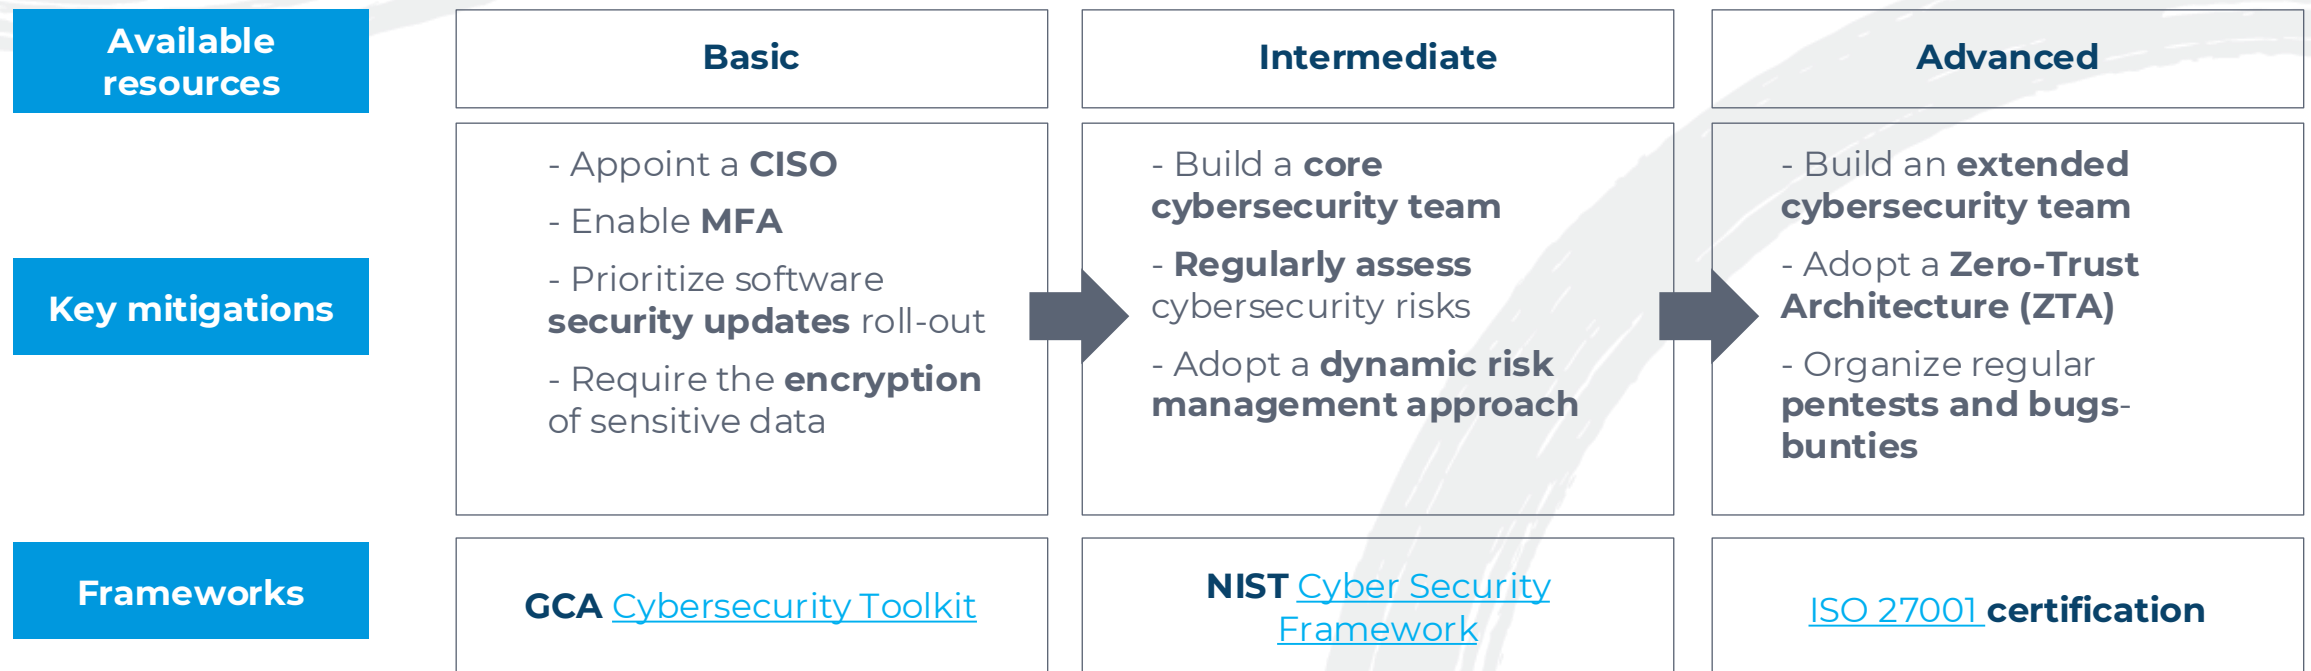 Available
resources
Basic
Intermediate
Advanced
Key mitigations
- Appoint a CISO
- Enable MFA
- Prioritize software
security updates roll-out
- Require the encryption
of sensitive data
- Build a core
cybersecurity team
- Regularly assess
cybersecurity risks
- Adopt a dynamic risk
management approach
- Build an extended
cybersecurity team
- Adopt a Zero-Trust
Architecture (ZTA)
- Organize regular
pentests and bugs-
bunties
Frameworks
GCA Cybersecurity Toolkit
NIST Cyber Security
Framework
ISO 27001 certification